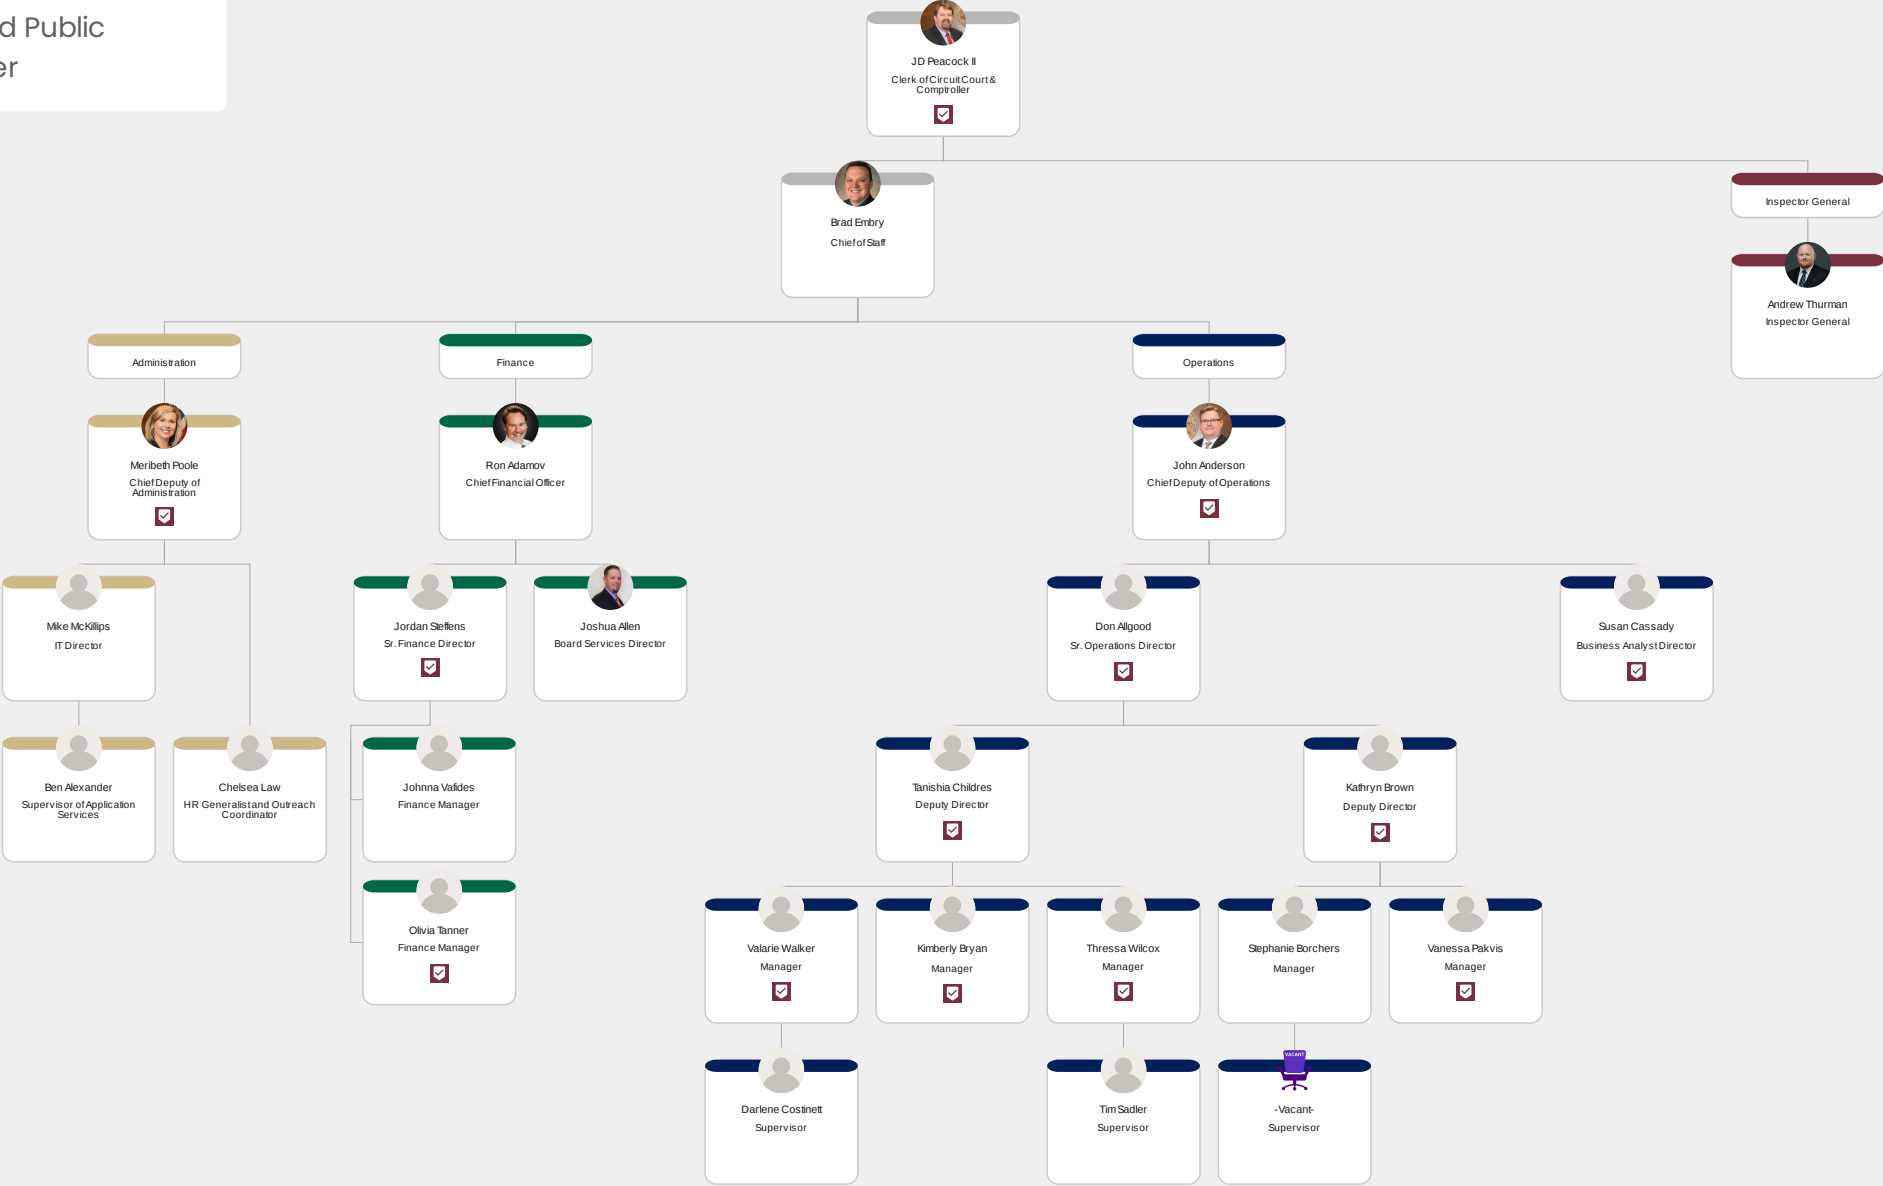 d Public
er
JD Peacock II
Clerk of Circuit Court &
Comptroller
Brad Embry
Chief of Staff
Inspector General
Andrew Thurman
Inspector General
Administration
Finance
Operations
Meribeth Poole
Chief Deputy of
Administration
Ron Adamov
Chief Financial Officer
John Anderson
Chief Deputy of Operations
Mike McKillips
IT Director
Jordan Steffens
Sr. Finance Director
Joshua Allen
Board Services Director
Don Allgood
Sr. Operations Director
Susan Cassady
Business Analyst Director
Ben Alexander
Supervisor of Application
Services
Chelsea Law
HR Generalist and Outreach
Coordinator
Johnna Vafides
Finance Manager
Tanishia Childres
Deputy Director
Kathryn Brown
Deputy Director
Olivia Tanner
Finance Manager
Valarie Walker
Manager
Kimberly Bryan
Manager
Thressa Wilcox
Manager
Stephanie Borchers
Manager
Vanessa Pakvis
Manager
Darlene Costinett
Supervisor
Tim Sadler
Supervisor
VACANT
-Vacant-
Supervisor